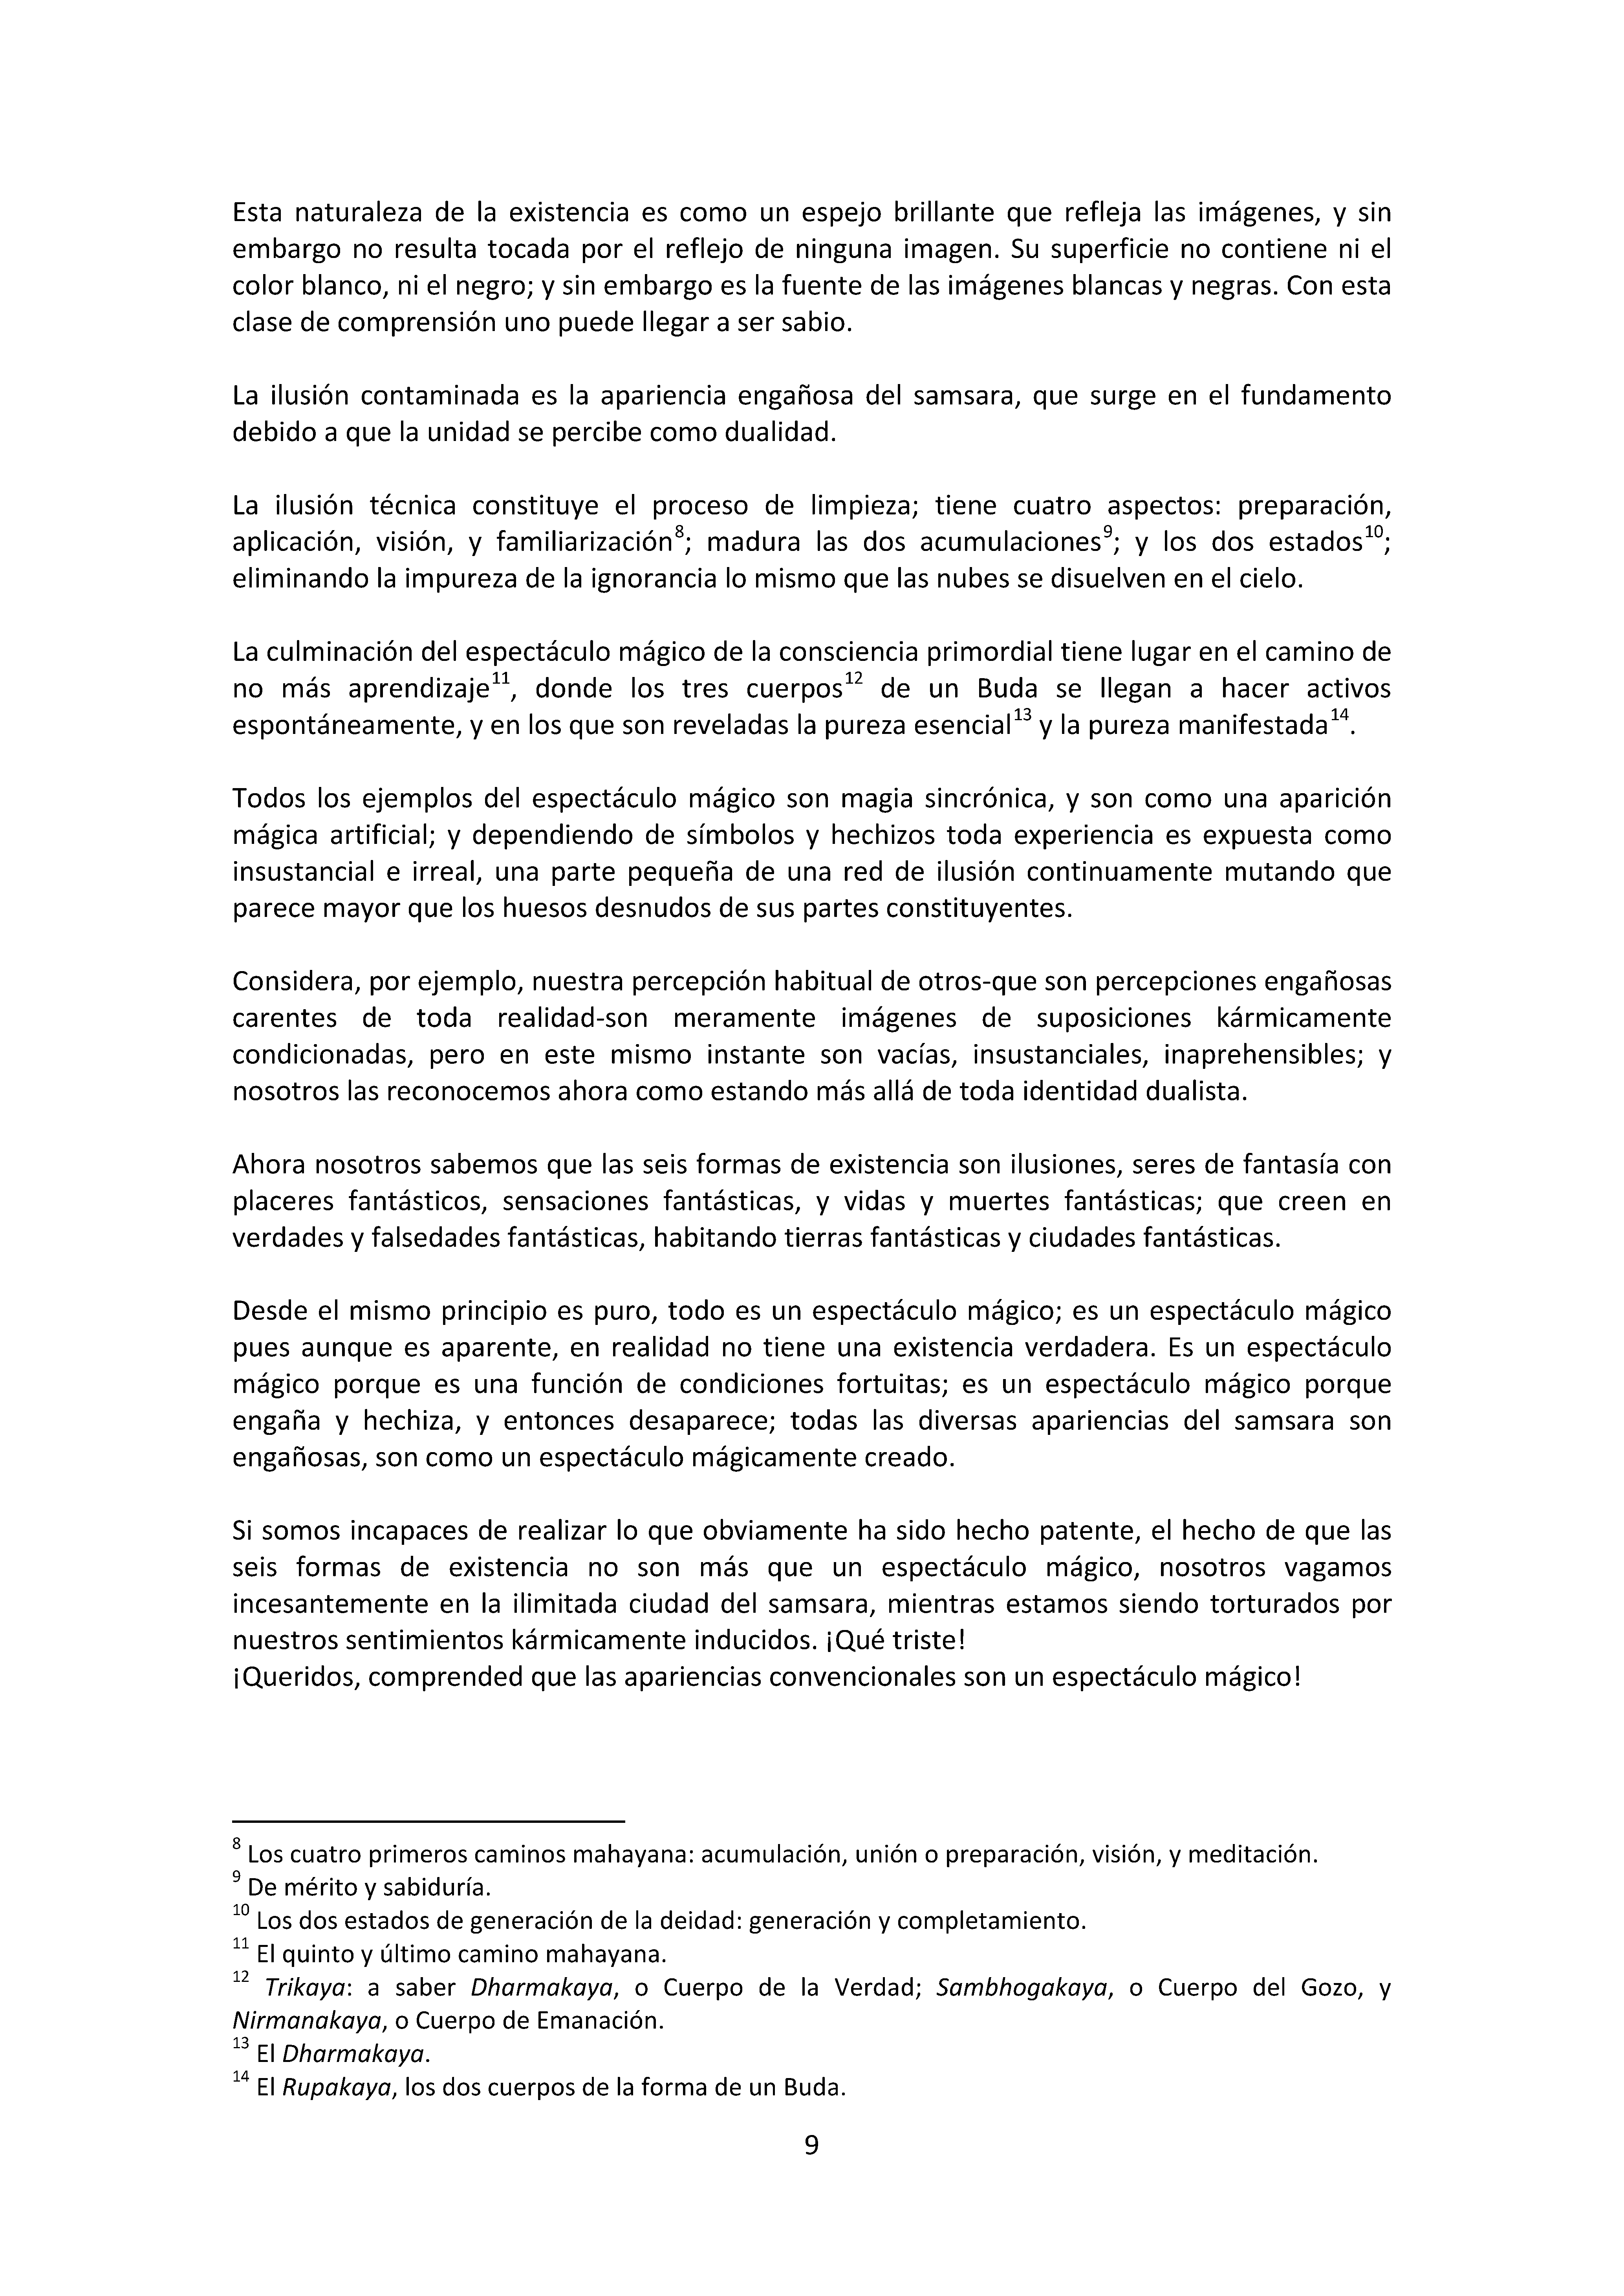 Esta naturaleza de la existencia es como un espejo brillante que refleja las imágenes, y sin
embargo no resulta tocada por el reflejo de ninguna imagen. Su superficie no contiene ni el
color blanco, ni el negro; y sin embargo es la fuente de las imágenes blancas y negras. Con esta
clase de comprensión uno puede llegar a ser sabio.
La ilusión contaminada es la apariencia engañosa del samsara, que surge en el fundamento
debido a que la unidad se percibe como dualidad.
La ilusión técnica constituye el proceso de limpieza; tiene cuatro aspectos: preparación,
aplicación, visión, y familiarización8; madura las dos acumulaciones9; y los dos estados10;
eliminando la impureza de la ignorancia lo mismo que las nubes se disuelven en el cielo.
La culminación del espectáculo mágico de la consciencia primordial tiene lugar en el camino de
no más aprendizaje11, donde los tres cuerpos12 de un Buda se llegan a hacer activos
espontáneamente, y en los que son reveladas la pureza esencial13 y la pureza manifestada14.
Todos los ejemplos del espectáculo mágico son magia sincrónica, y son como una aparición
mágica artificial; y dependiendo de símbolos y hechizos toda experiencia es expuesta como
insustancial e irreal, una parte pequeña de una red de ilusión continuamente mutando que
parece mayor que los huesos desnudos de sus partes constituyentes.
Considera, por ejemplo, nuestra percepción habitual de otros-que son percepciones engañosas
carentes de toda realidad-son meramente imágenes de suposiciones kármicamente
condicionadas, pero en este mismo instante son vacías, insustanciales, inaprehensibles; y
nosotros las reconocemos ahora como estando más allá de toda identidad dualista.
Ahora nosotros sabemos que las seis formas de existencia son ilusiones, seres de fantasía con
placeres fantásticos, sensaciones fantásticas, y vidas y muertes fantásticas; que creen en
verdades y falsedades fantásticas, habitando tierras fantásticas y ciudades fantásticas.
Desde el mismo principio es puro, todo es un espectáculo mágico; es un espectáculo mágico
pues aunque es aparente, en realidad no tiene una existencia verdadera. Es un espectáculo
mágico porque es una función de condiciones fortuitas; es un espectáculo mágico porque
engaña y hechiza, y entonces desaparece; todas las diversas apariencias del samsara son
engañosas, son como un espectáculo mágicamente creado.
Si somos incapaces de realizar lo que obviamente ha sido hecho patente, el hecho de que las
seis formas de existencia no son más que un espectáculo mágico, nosotros vagamos
incesantemente en la ilimitada ciudad del samsara, mientras estamos siendo torturados por
nuestros sentimientos kármicamente inducidos. ¡Qué triste!
¡Queridos, comprended que las apariencias convencionales son un espectáculo mágico!
8 Los cuatro primeros caminos mahayana: acumulación, unión o preparación, visión, y meditación.
9 De mérito y sabiduría.
10 Los dos estados de generación de la deidad: generación y completamiento.
11 El quinto y último camino mahayana.
12 Trikaya: a saber Dharmakaya, o Cuerpo de la Verdad; Sambhogakaya, o Cuerpo del Gozo, y
Nirmanakaya, o Cuerpo de Emanación.
13 El Dharmakaya.
14 El Rupakaya, los dos cuerpos de la forma de un Buda.
9